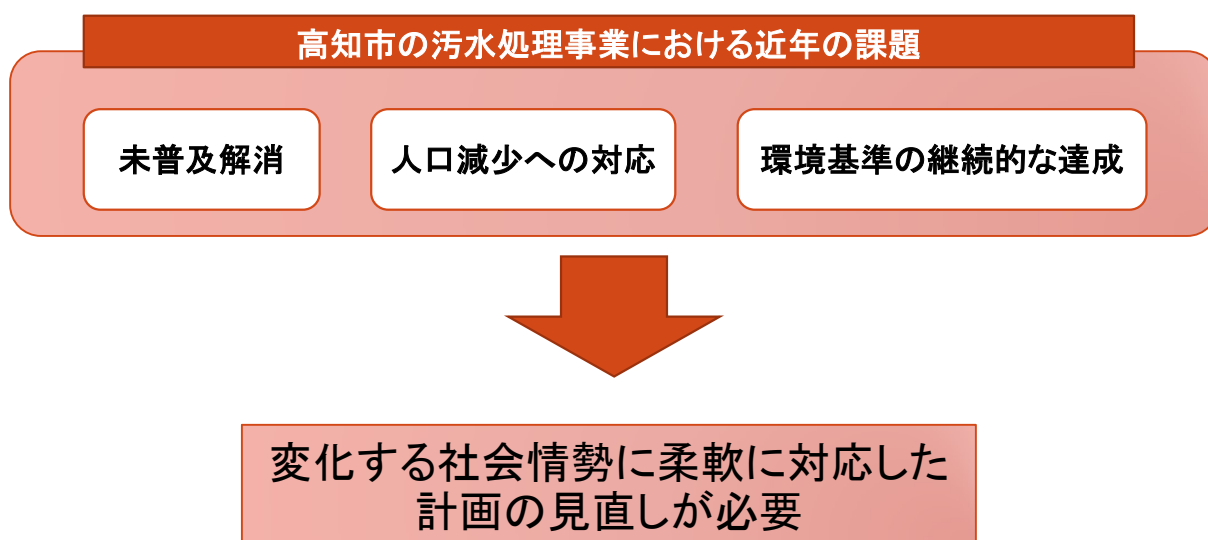 高知市の汚水処理事業における近年の課題
未普及解消
人口減少への対応
環境基準の継続的な達成
変化する社会情勢に柔軟に対応した
計画の見直しが必要